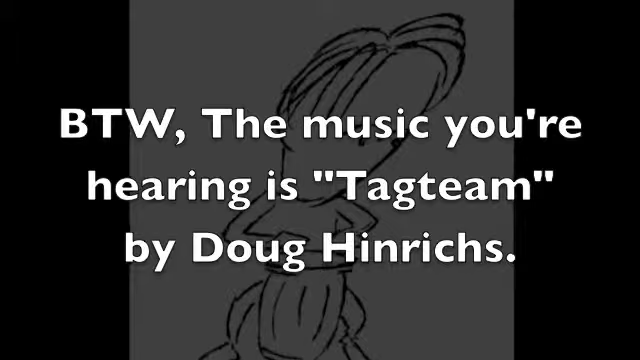 BTW, The music you're
hearing is "Tagteam"
by Doug Hinrichs.